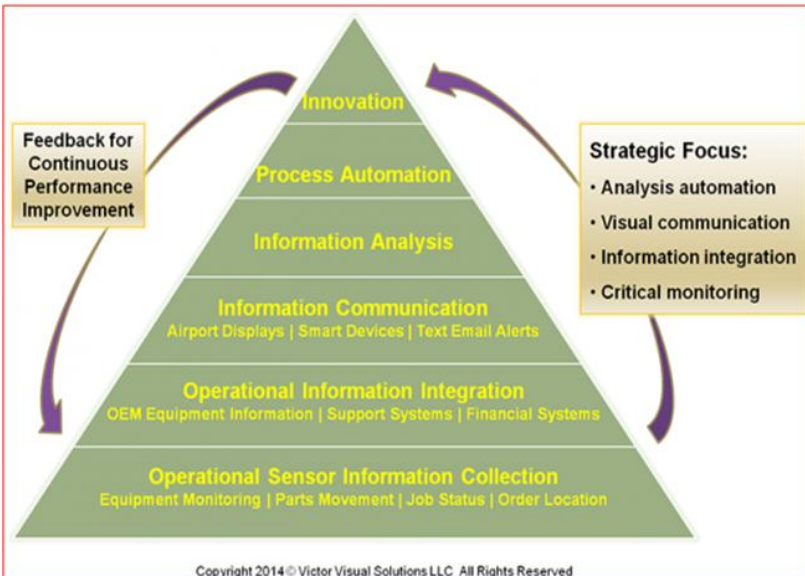 Innovation
Process Automation
Information Analysis
Information Communication
Airport Displays | Smart Devices | Text Email Alerts
Operational Information Integration
OEM Equipment Information | Support Systems | Financial Systems
Operational Sensor Information Collection
Equipment Monitoring | Parts Movement | Job Status | Order Location
Feedback for
Continuous
Performance
Improvement
Strategic Focus:
• Analysis automation
• Visual communication
• Information integration
• Critical monitoring
Copyright 2014 © Victor Visual Solutions LLC All Rights Reserved